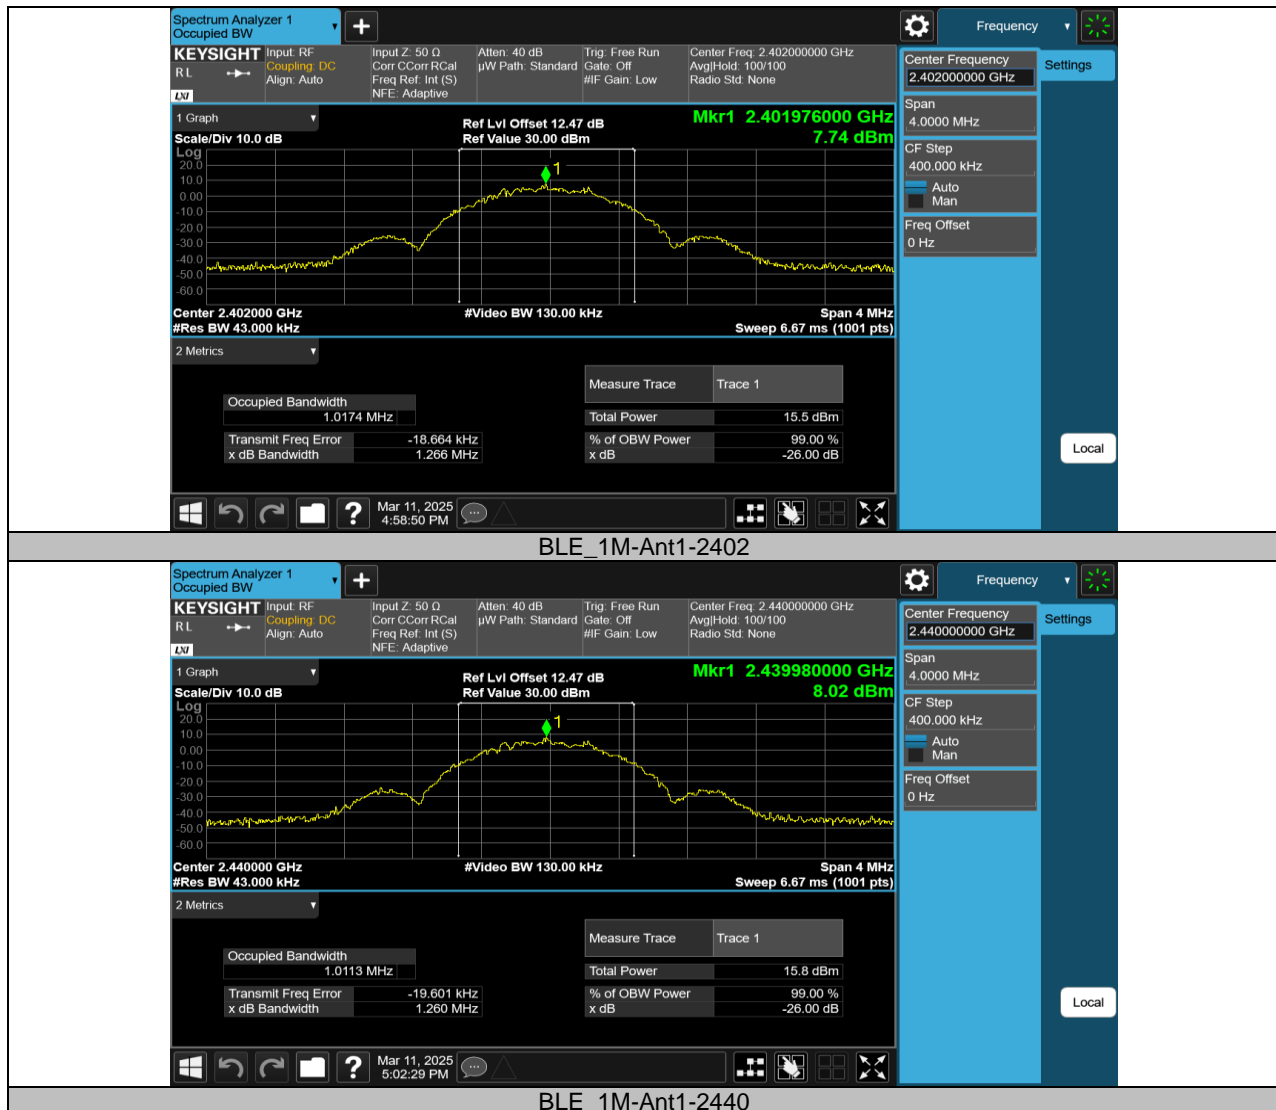 Spectrum Analyzer 1
Occupied BW
+
Frequency
KEYSIGHT
RL
LXI
Input: RF
Coupling: DC
Align: Auto
Input Z: 50 Ω
Corr CCorr RCal
Freq Ref: Int (S)
NFE: Adaptive
Atten: 40 dB
µW Path: Standard
Trig: Free Run
Gate: Off
#IF Gain: Low
Center Freq: 2.402000000 GHz
Avg|Hold: 100/100
Radio Std: None
Center Frequency
2.402000000 GHz
Settings
Span
4.0000 MHz
CF Step
400.000 kHz
Auto
Man
Freq Offset
0 Hz
Local
1 Graph
Scale/Div 10.0 dB
Ref Lvl Offset 12.47 dB
Ref Value 30.00 dBm
Mkr1 2.401976000 GHz
7.74 dBm
Log
20.0
10.0
0.00
-10.0
-20.0
-30.0
-40.0
-50.0
-60.0
1
Center 2.402000 GHz
#Video BW 130.00 kHz
Span 4 MHz
#Res BW 43.000 kHz
Sweep 6.67 ms (1001 pts)
2 Metrics
Measure Trace Trace 1
Occupied Bandwidth
1.0174 MHz
Total Power 15.5 dBm
Transmit Freq Error -18.664 kHz
% of OBW Power 99.00 %
x dB Bandwidth 1.266 MHz
x dB -26.00 dB
?
Mar 11, 2025
4:58:50 PM
BLE_1M-Ant1-2402
Spectrum Analyzer 1
Occupied BW
+
Frequency
KEYSIGHT
RL
LXI
Input: RF
Coupling: DC
Align: Auto
Input Z: 50 Ω
Corr CCorr RCal
Freq Ref: Int (S)
NFE: Adaptive
Atten: 40 dB
µW Path: Standard
Trig: Free Run
Gate: Off
#IF Gain: Low
Center Freq: 2.440000000 GHz
Avg|Hold: 100/100
Radio Std: None
Center Frequency
2.440000000 GHz
Settings
Span
4.0000 MHz
CF Step
400.000 kHz
Auto
Man
Freq Offset
0 Hz
Local
1 Graph
Scale/Div 10.0 dB
Ref Lvl Offset 12.47 dB
Ref Value 30.00 dBm
Mkr1 2.439980000 GHz
8.02 dBm
Log
20.0
10.0
0.00
-10.0
-20.0
-30.0
-40.0
-50.0
-60.0
1
Center 2.440000 GHz
#Video BW 130.00 kHz
Span 4 MHz
#Res BW 43.000 kHz
Sweep 6.67 ms (1001 pts)
2 Metrics
Measure Trace Trace 1
Occupied Bandwidth
1.0113 MHz
Total Power 15.8 dBm
Transmit Freq Error -19.601 kHz
% of OBW Power 99.00 %
x dB Bandwidth 1.260 MHz
x dB -26.00 dB
?
Mar 11, 2025
5:02:29 PM
BLE_1M-Ant1-2440